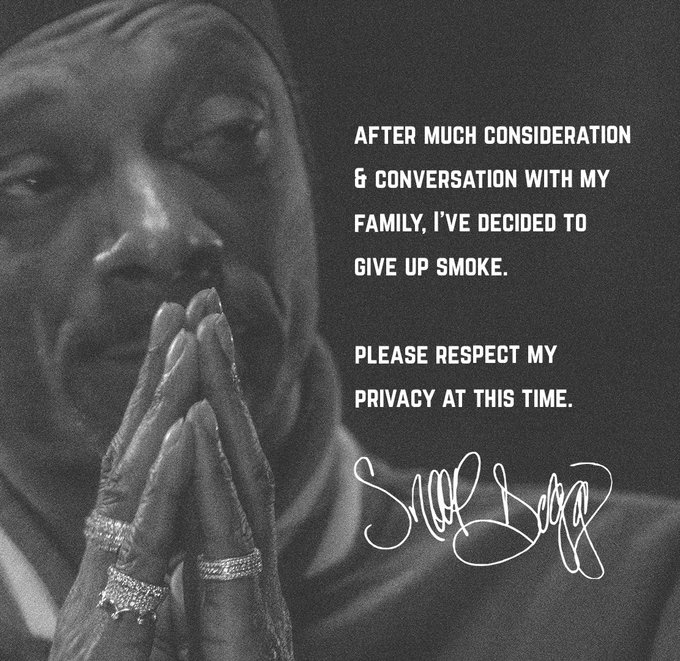 AFTER MUCH CONSIDERATION
& CONVERSATION WITH MY
FAMILY, I'VE DECIDED TO
GIVE UP SMOKE.
PLEASE RESPECT MY
PRIVACY AT THIS TIME.
Snoop Dogg